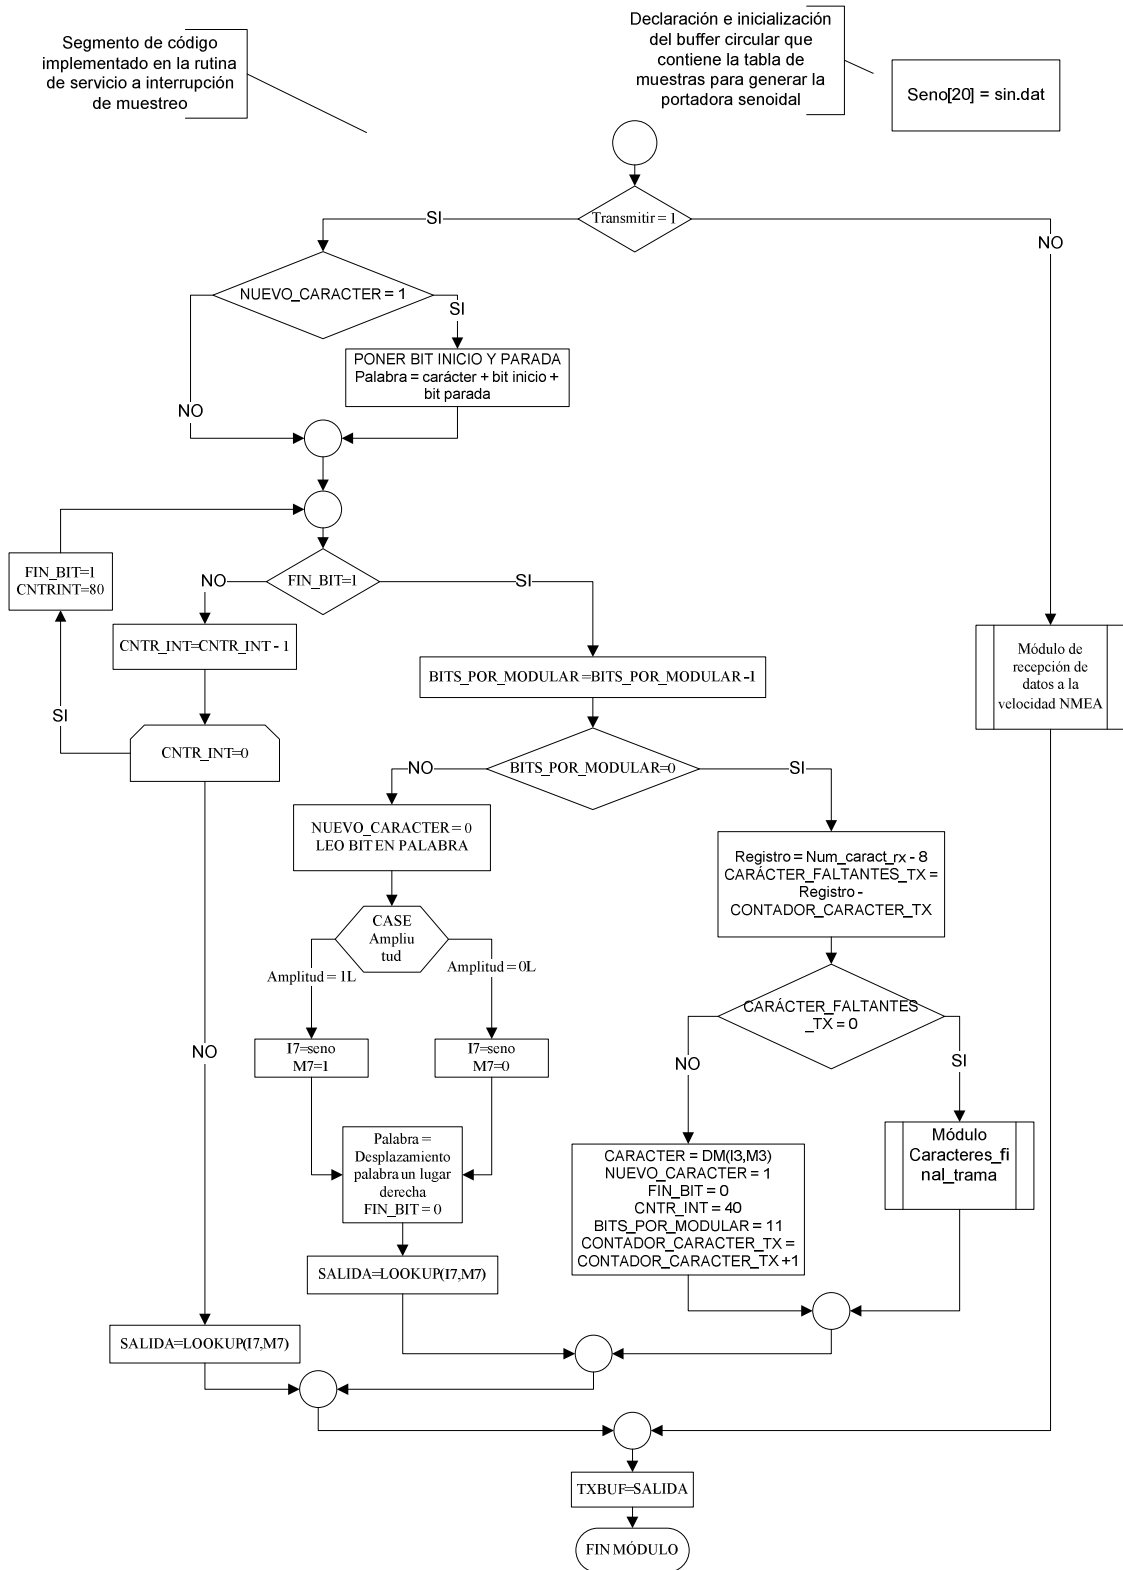 Segmento de código
implementado en la rutina
de servicio a interrupción
de muestreo
Declaración e inicialización
del buffer circular que
contiene la tabla de
muestras para generar la
portadora senoidal
Seno[20] = sin.dat
Transmitir = 1
SI
NO
NUEVO_CARACTER = 1
SI
PONER BIT INICIO Y PARADA
Palabra = carácter + bit inicio +
bit parada
NO
FIN_BIT=1
CNTRINT=80
FIN_BIT=1
NO
SI
CNTR_INT=CNTR_INT - 1
BITS_POR_MODULAR =BITS_POR_MODULAR -1
Módulo de
recepción de
datos a la
velocidad NMEA
SI
CNTR_INT=0
BITS_POR_MODULAR=0
NO
SI
NUEVO_CARACTER = 0
LEO BIT EN PALABRA
Registro = Num_caract_rx - 8
CARÁCTER_FALTANTES_TX =
Registro -
CONTADOR_CARACTER_TX
CASE
Ampliu
tud
Amplitud = 1L
Amplitud = 0L
CARÁCTER_FALTANTES
_TX = 0
NO
I7=seno
M7=1
I7=seno
M7=0
NO
SI
Palabra =
Desplazamiento
palabra un lugar
derecha
FIN_BIT = 0
CARACTER = DM(I3,M3)
NUEVO_CARACTER = 1
FIN_BIT = 0
CNTR_INT = 40
BITS_POR_MODULAR = 11
CONTADOR_CARACTER_TX =
CONTADOR_CARACTER_TX +1
Módulo
Caracteres_fi
nal_trama
SALIDA=LOOKUP(I7,M7)
SALIDA=LOOKUP(I7,M7)
TXBUF=SALIDA
FIN MÓDULO